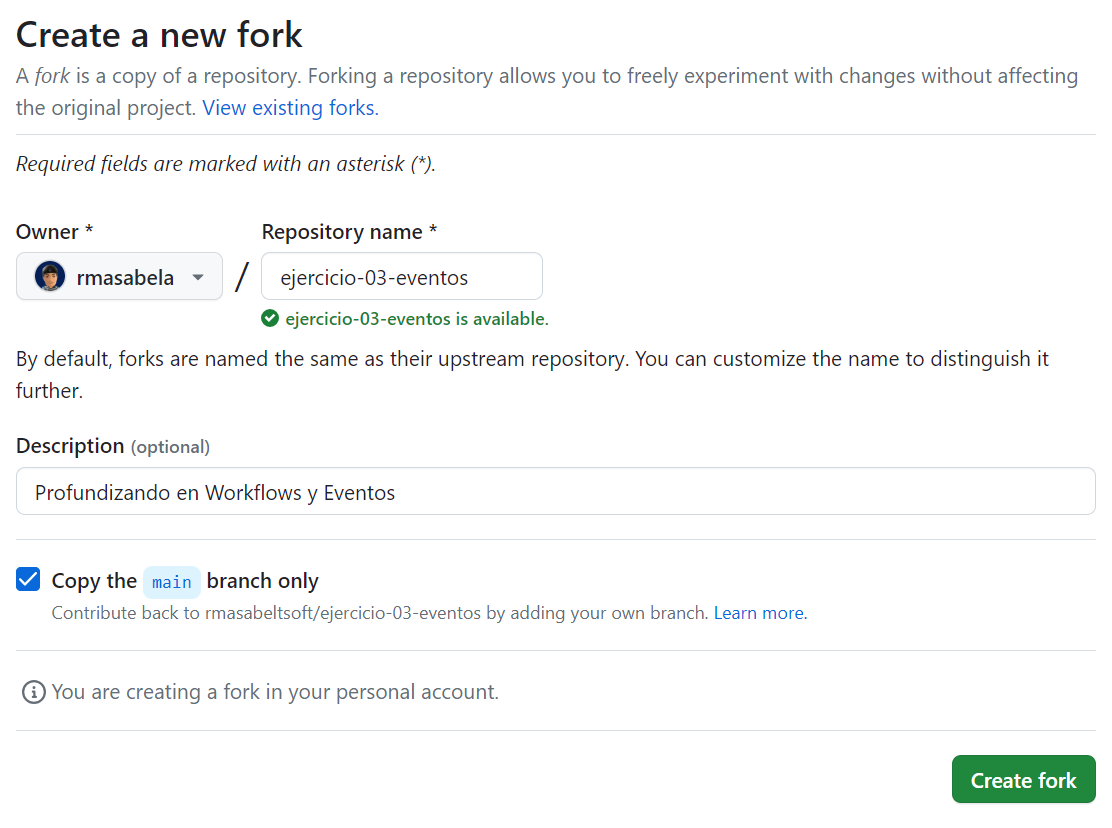 Create a new fork
A fork is a copy of a repository. Forking a repository allows you to freely experiment with changes without affecting
the original project. View existing forks.
Required fields are marked with an asterisk (*).
Owner *
Repository name *
rmasabela
/
ejercicio-03-eventos
ejercicio-03-eventos is available.
By default, forks are named the same as their upstream repository. You can customize the name to distinguish it
further.
Description (optional)
Profundizando en Workflows y Eventos
Copy the main branch only
Contribute back to rmasabeltsoft/ejercicio-03-eventos by adding your own branch. Learn more.
You are creating a fork in your personal account.
Create fork